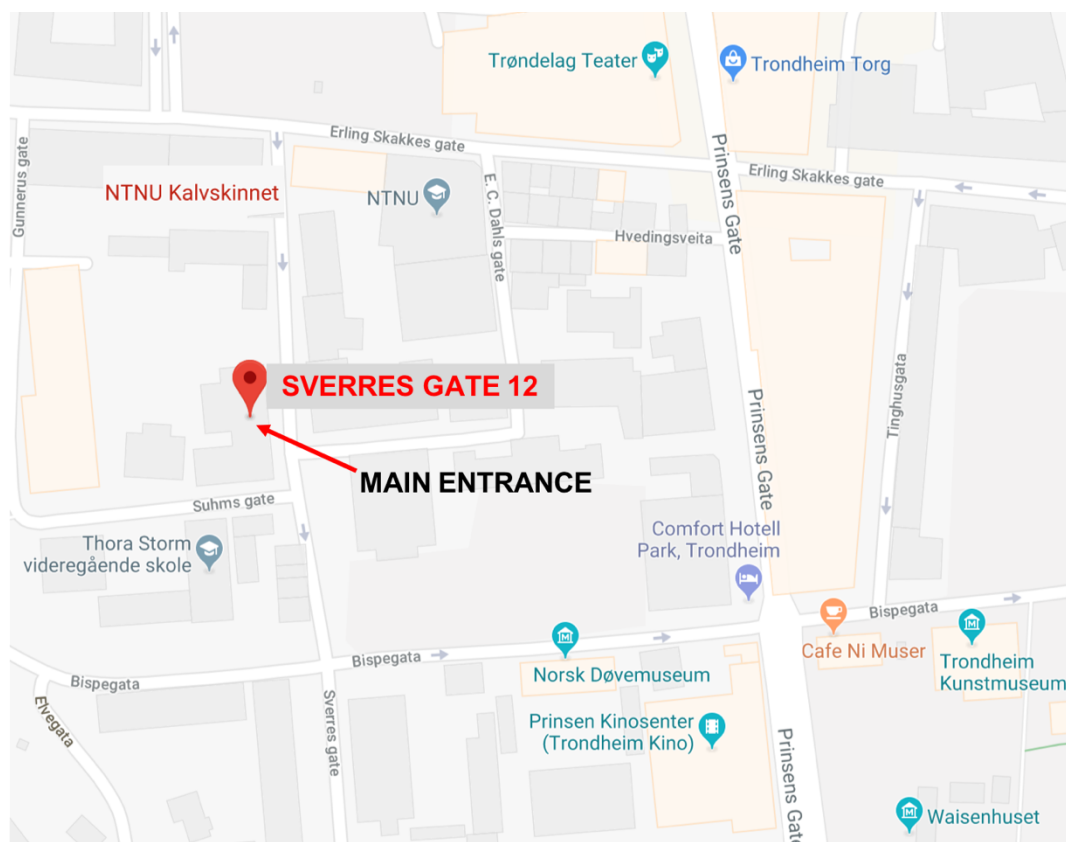 Trøndelag Teater
Trondheim Torg
Erling Skakkes gate
Prinsens Gate
Gunnerus gate
NTNU Kalvskinnet
NTNU
E. C. Dahls gate
Erling Skakkes gate
Hvedingsveita
SVERRES GATE 12
Prinsens Gate
Tinghusgata
MAIN ENTRANCE
Suhms gate
Thora Storm
videregående skole
Comfort Hotell
Park, Trondheim
Bispegata
Cafe Ni Muser
Bispegata
Norsk Døvemuseum
Trondheim
Kunstmuseum
Bispegata
Elvegata
Sverres gate
Prinsen Kinosenter
(Trondheim Kino)
Prinsens Gate
Waisenhuset